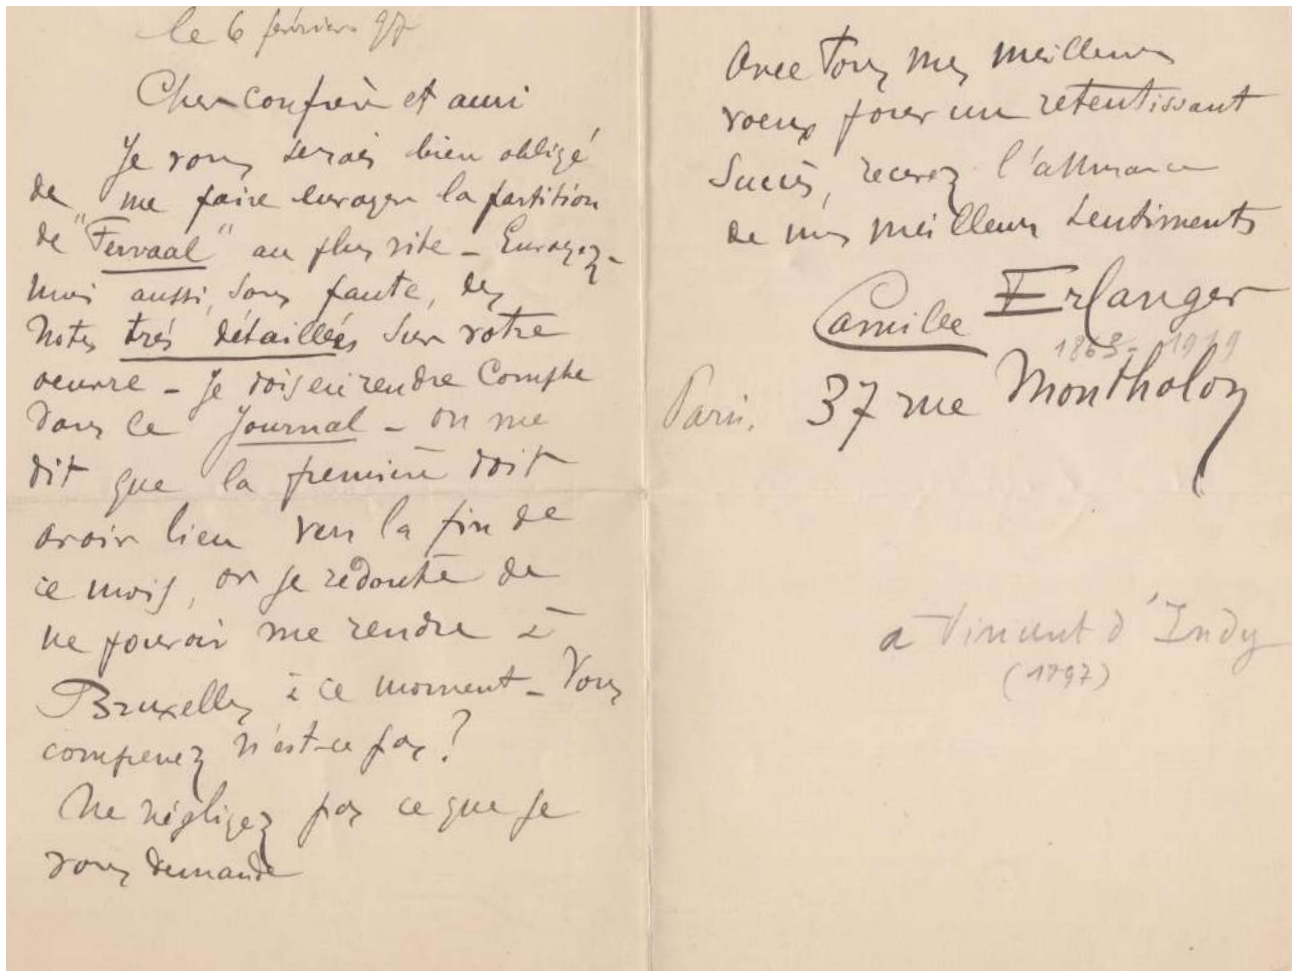 le 6 février 97
Cher confrère et ami
Je vous serais bien obligé
de me faire envoyer la partition
de "Fervaal" au plus vite – Envoyez-
moi aussi, sans faute, des
notes très détaillées sur votre
oeuvre – Je dois en rendre Compte
dans le Journal – on me
dit que la première doit
avoir lieu vers la fin de
ce mois, or je redoute de
ne pouvoir me rendre à
Bruxelles à ce moment – Vous
comprenez n'est-ce pas?
Ne négligez pas ce que je
vous demande
Avec tous mes meilleurs
voeux pour un retentissant
Succès, recevez l'assurance
de mes meilleurs sentiments
Camille Erlanger
1863-1919
Paris. 37 rue Montholon
a Vincent d'Indy
(1897)